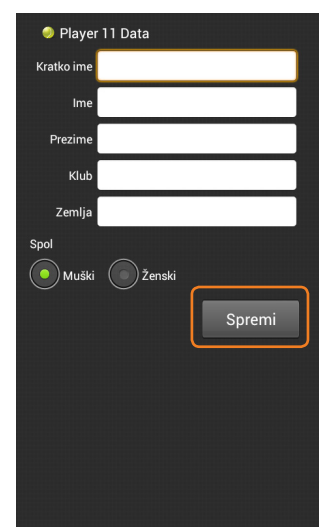 Player 11 Data
Kratko ime
Ime
Prezime
Klub
Zemlja
Spol
Muški Ženski
Spremi